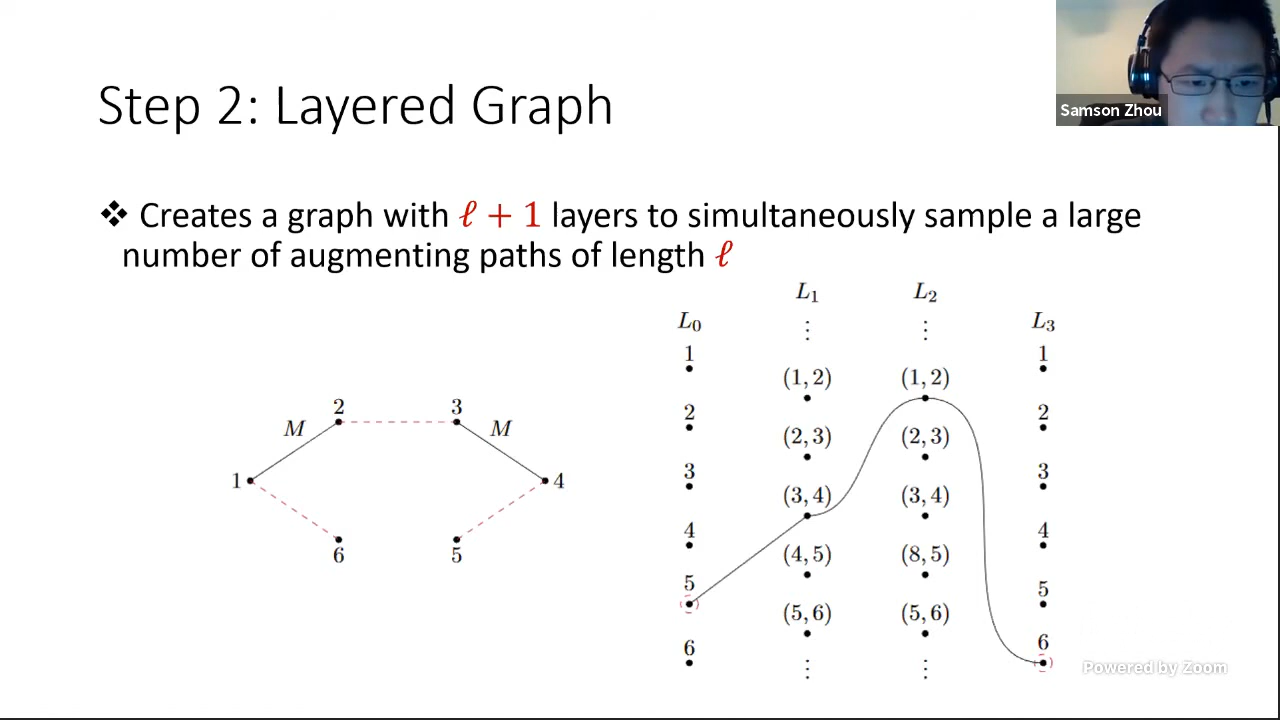 Samson Zhou
Step 2: Layered Graph
❖ Creates a graph with ℓ + 1 layers to simultaneously sample a large
number of augmenting paths of length ℓ
M
2
3
M
1
4
6
5
L₀
1
2
3
4
5
6
L₁
⋮
(1, 2)
(2, 3)
(3, 4)
(4, 5)
(5, 6)
⋮
L₂
⋮
(1, 2)
(2, 3)
(3, 4)
(8, 5)
(5, 6)
⋮
L₃
1
2
3
4
5
6
Powered by Zoom